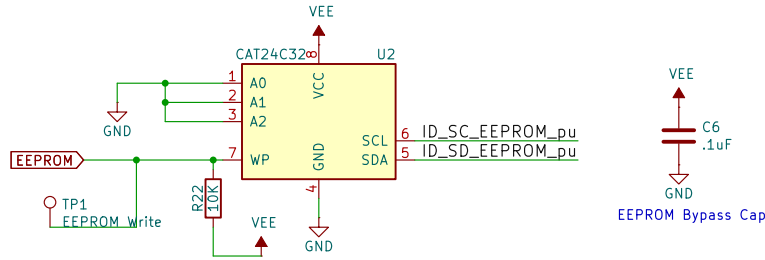 VEE
CAT24C32
U2
8
VCC
1 A0
2 A1
3 A2
GND
VEE
C6
.1uF
GND
EEPROM Bypass Cap
SCL 6 ID_SC_EEPROM_pu
SDA 5 ID_SD_EEPROM_pu
EEPROM
7 WP
GND
4
R22
10K
TP1
EEPROM Write
VEE
GND